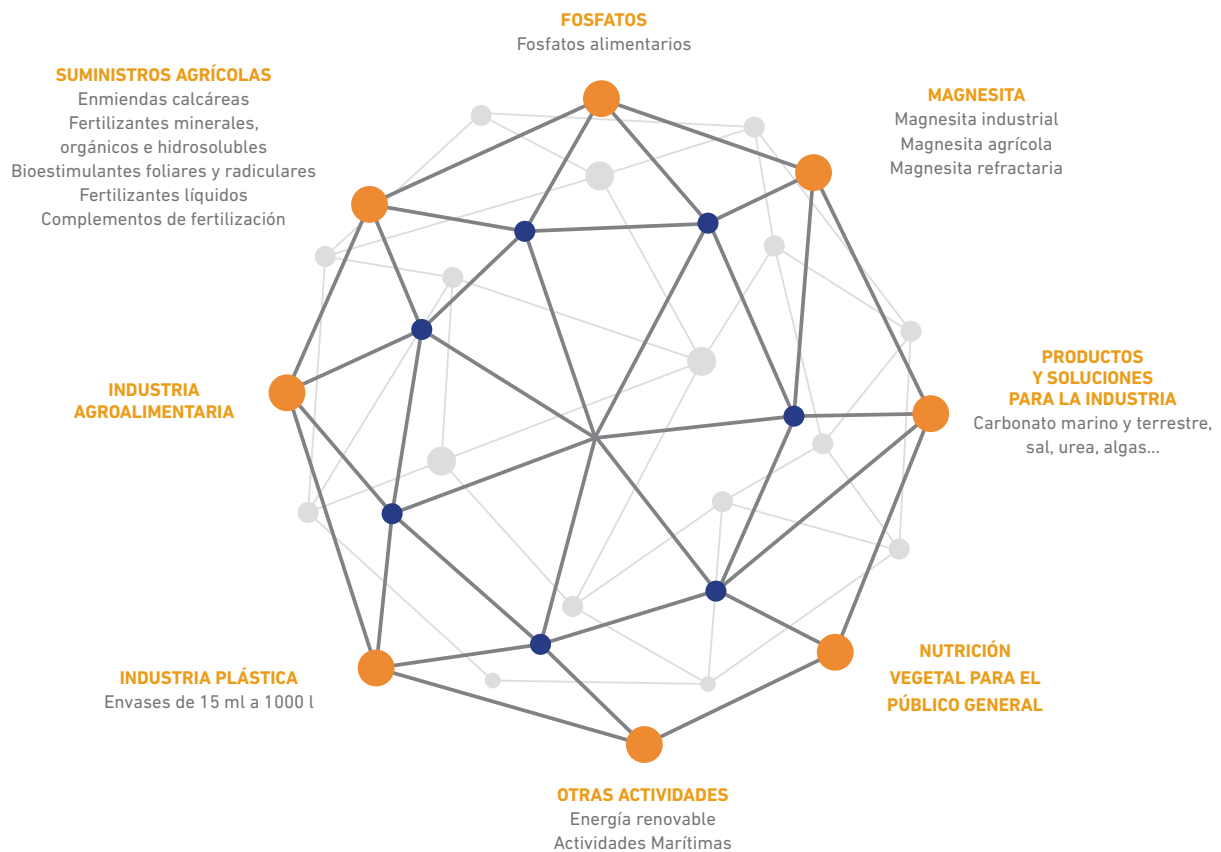 FOSFATOS
Fosfatos alimentarios
SUMINISTROS AGRÍCOLAS
Enmiendas calcáreas
Fertilizantes minerales,
orgánicos e hidrosolubles
Bioestimulantes foliares y radiculares
Fertilizantes líquidos
Complementos de fertilización
MAGNESITA
Magnesita industrial
Magnesita agrícola
Magnesita refractaria
INDUSTRIA
AGROALIMENTARIA
PRODUCTOS
Y SOLUCIONES
PARA LA INDUSTRIA
Carbonato marino y terrestre,
sal, urea, algas...
INDUSTRIA PLÁSTICA
Envases de 15 ml a 1000 l
NUTRICIÓN
VEGETAL PARA EL
PÚBLICO GENERAL
OTRAS ACTIVIDADES
Energía renovable
Actividades Marítimas